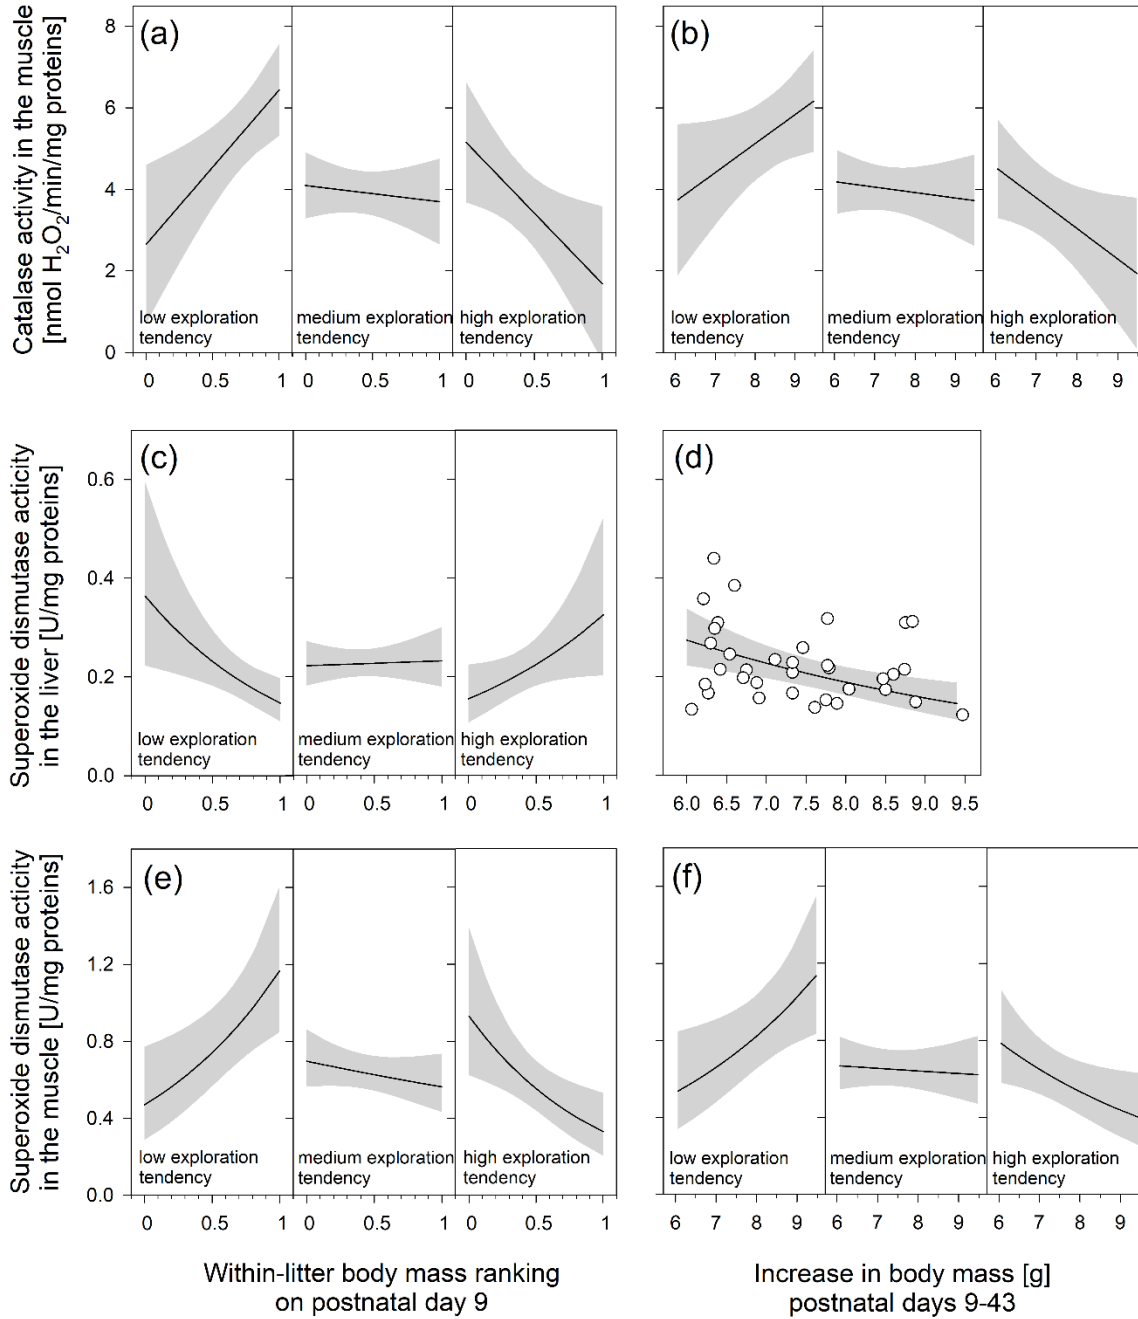 Catalase activity in the muscle
[nmol H₂O₂/min/mg proteins]
8
6
4
2
0
(a)
low exploration
tendency
medium exploration
tendency
high exploration
tendency
0
0.5
1
0
0.5
1
0
0.5
1
(b)
low exploration
tendency
medium exploration
tendency
high exploration
tendency
6
7
8
9
6
7
8
9
6
7
8
9
Superoxide dismutase acticity
in the liver [U/mg proteins]
0.6
0.4
0.2
0.0
(c)
low exploration
tendency
medium exploration
tendency
high exploration
tendency
0
0.5
1
0
0.5
1
0
0.5
1
(d)
6.0
6.5
7.0
7.5
8.0
8.5
9.0
9.5
Superoxide dismutase acticity
in the muscle [U/mg proteins]
1.6
1.2
0.8
0.4
0.0
(e)
low exploration
tendency
medium exploration
tendency
high exploration
tendency
0
0.5
1
0
0.5
1
0
0.5
1
(f)
low exploration
tendency
medium exploration
tendency
high exploration
tendency
6
7
8
9
6
7
8
9
6
7
8
9
Within-litter body mass ranking
on postnatal day 9
Increase in body mass [g]
postnatal days 9-43